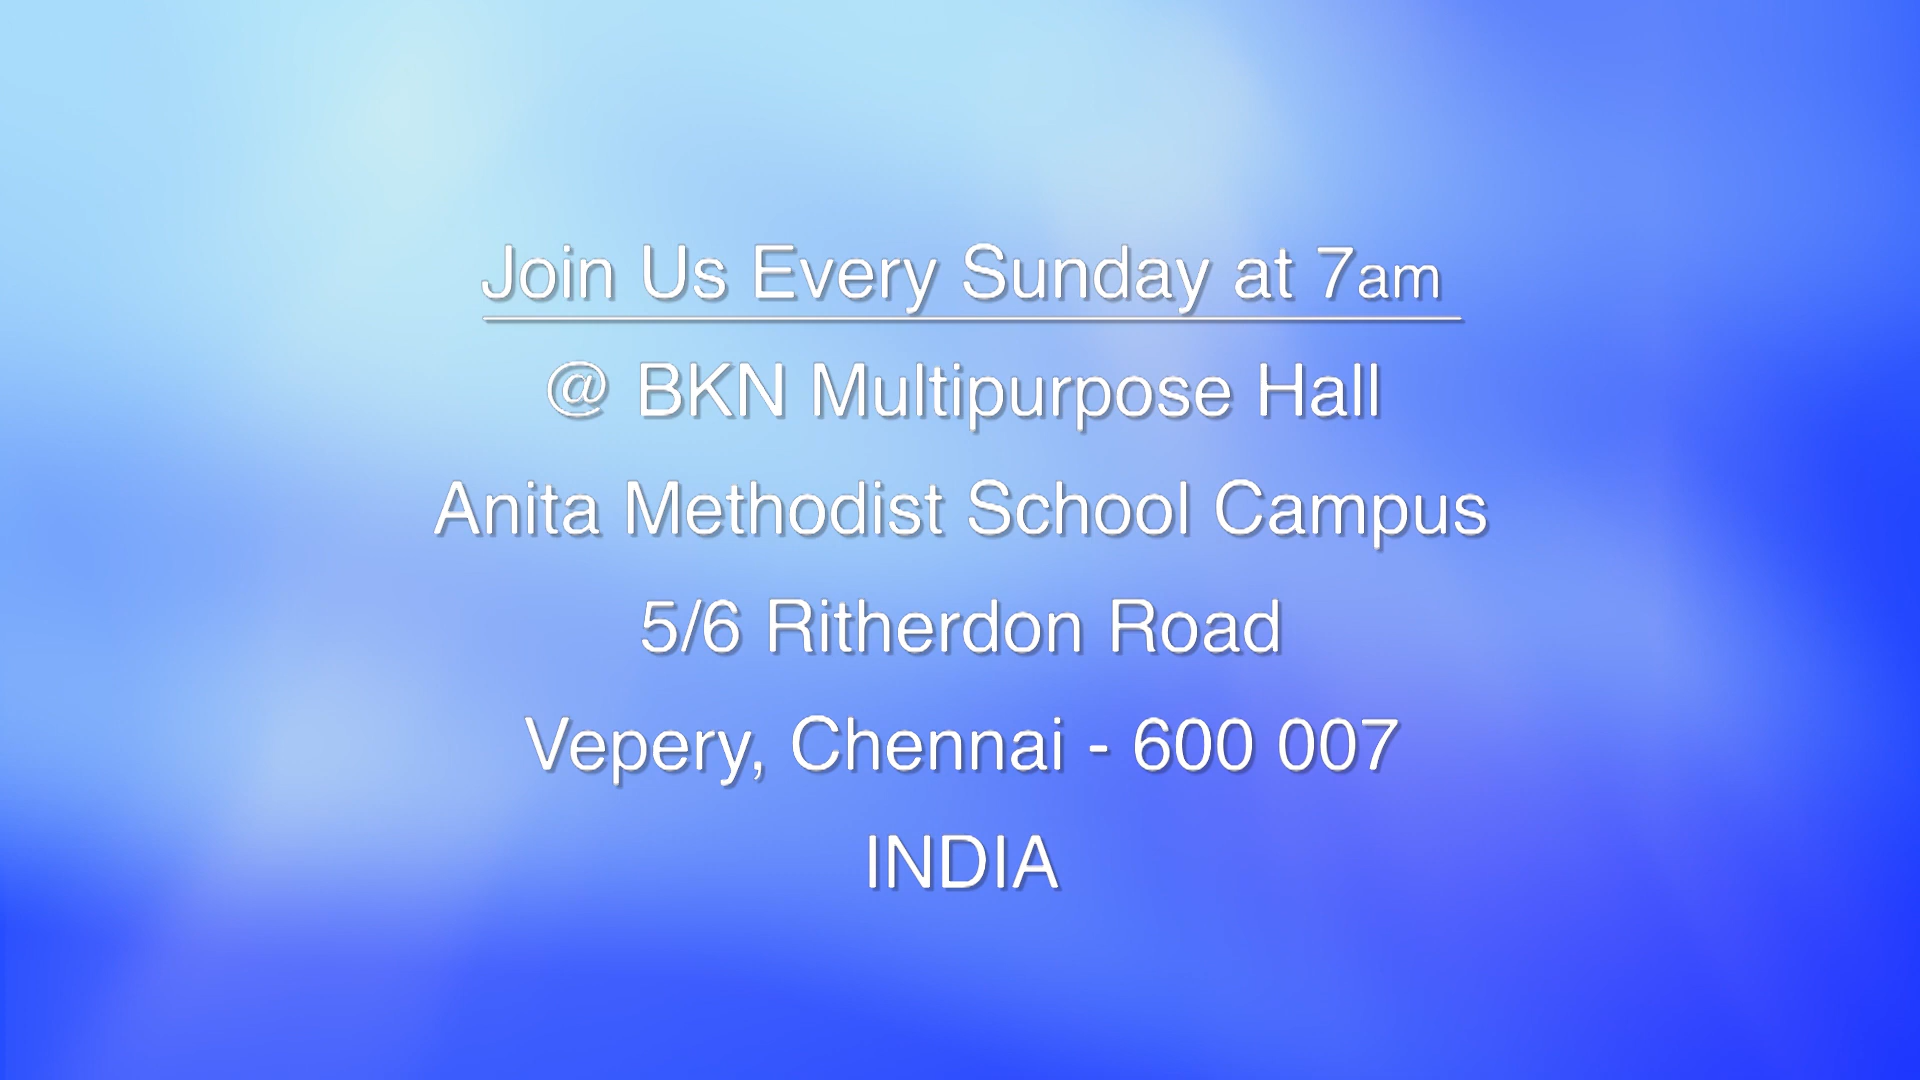 Join Us Every Sunday at 7am
@ BKN Multipurpose Hall
Anita Methodist School Campus
5/6 Ritherdon Road
Vepery, Chennai - 600 007
INDIA